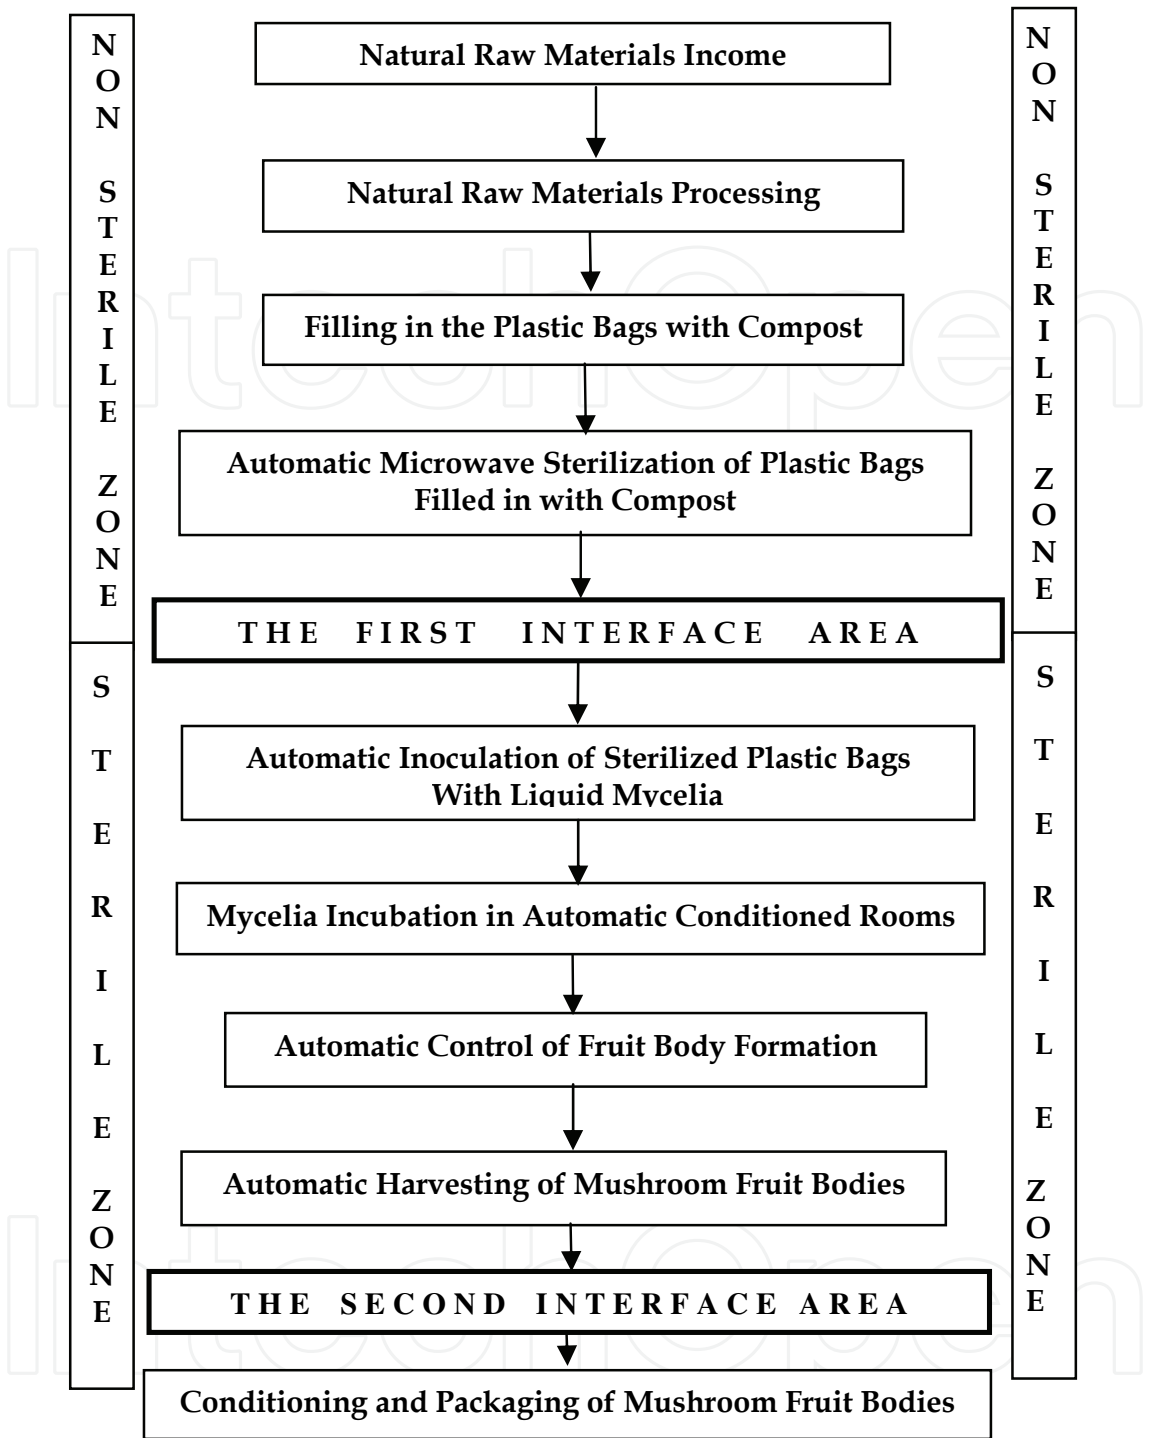 NON STERILE ZONE
NON STERILE ZONE
Natural Raw Materials Income
Natural Raw Materials Processing
Filling in the Plastic Bags with Compost
Automatic Microwave Sterilization of Plastic Bags
Filled in with Compost
THE FIRST INTERFACE AREA
STERILE ZONE
STERILE ZONE
Automatic Inoculation of Sterilized Plastic Bags
With Liquid Mycelia
Mycelia Incubation in Automatic Conditioned Rooms
Automatic Control of Fruit Body Formation
Automatic Harvesting of Mushroom Fruit Bodies
THE SECOND INTERFACE AREA
Conditioning and Packaging of Mushroom Fruit Bodies
IntechOpen
IntechOpen